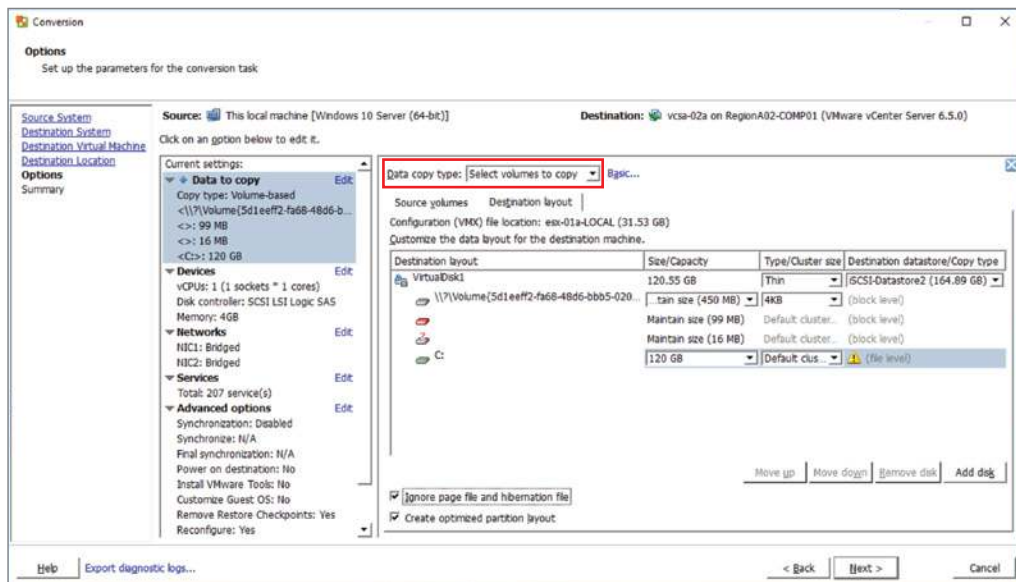 Conversion
Options
Set up the parameters for the conversion task
Source System
Destination System
Destination Virtual Machine
Destination Location
Options
Summary
Source: This local machine [Windows 10 Server (64-bit)]
Destination: vcsa-02a on RegionA02-COMP01 (VMware vCenter Server 6.5.0)
Click on an option below to edit it.
Current settings:
Data to copy Edit
Copy type: Volume-based
<\\?\Volume{5d1eeff2-fa68-48d6-b...
<>: 99 MB
<>: 16 MB
<C:>: 120 GB
Devices Edit
vCPUs: 1 (1 sockets * 1 cores)
Disk controller: SCSI LSI Logic SAS
Memory: 4GB
Networks Edit
NIC1: Bridged
NIC2: Bridged
Services Edit
Total: 207 service(s)
Advanced options Edit
Synchronization: Disabled
Synchronize: N/A
Final synchronization: N/A
Power on destination: No
Install VMware Tools: No
Customize Guest OS: No
Remove Restore Checkpoints: Yes
Reconfigure: Yes
Data copy type: Select volumes to copy Basic...
Source volumes Destination layout
Configuration (VMX) file location: esx-01a-LOCAL (31.53 GB)
Customize the data layout for the destination machine.
Destination layout Size/Capacity Type/Cluster size Destination datastore/Copy type
VirtualDisk1 120.55 GB Thin iSCSI-Datastore2 (164.89 GB)
\\?\Volume{5d1eeff2-fa68-48d6-bbb5-020... ...tain size (450 MB) 4KB (block level)
Maintain size (99 MB) Default cluster... (block level)
Maintain size (16 MB) Default cluster... (block level)
C: 120 GB Default clus... (file level)
Move up Move down Remove disk Add disk
Ignore page file and hibernation file
Create optimized partition layout
Help Export diagnostic logs... < Back Next > Cancel